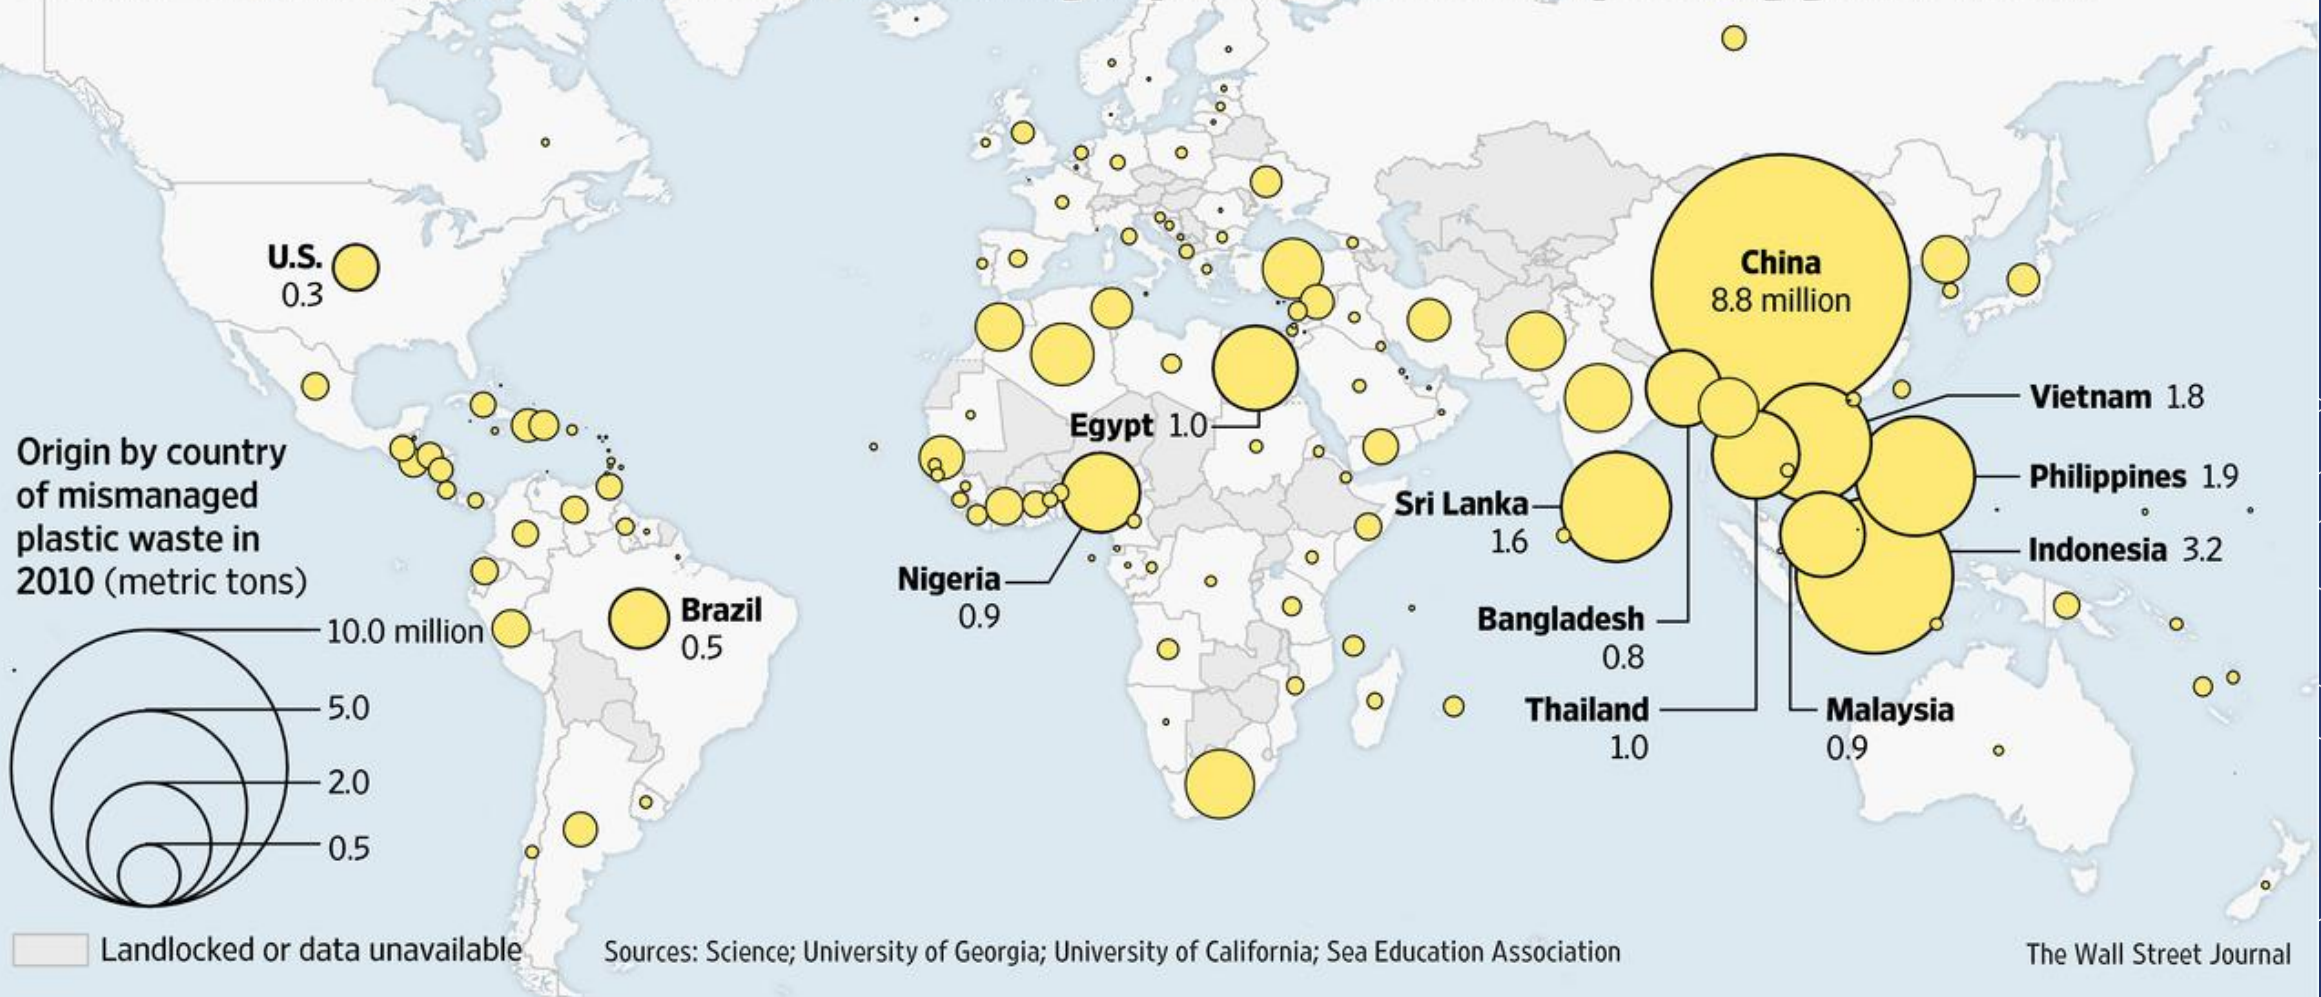 U.S.
0.3
China
8.8 million
Origin by country
of mismanaged
plastic waste in
2010 (metric tons)
10.0 million
5.0
2.0
0.5
Brazil
0.5
Egypt 1.0
Nigeria
0.9
Sri Lanka
1.6
Bangladesh
0.8
Thailand
1.0
Malaysia
0.9
Vietnam 1.8
Philippines 1.9
Indonesia 3.2
Landlocked or data unavailable
Sources: Science; University of Georgia; University of California; Sea Education Association
The Wall Street Journal